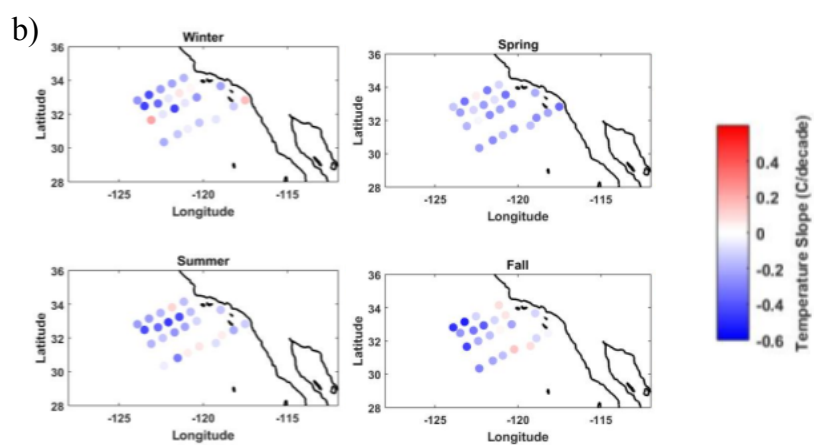 b)
Winter
36
34
32
30
28
Latitude
-125
-120
-115
Longitude
Spring
36
34
32
30
28
Latitude
-125
-120
-115
Longitude
Summer
36
34
32
30
28
Latitude
-125
-120
-115
Longitude
Fall
36
34
32
30
28
Latitude
-125
-120
-115
Longitude
0.4
0.2
0
-0.2
-0.4
-0.6
Temperature Slope (C/decade)